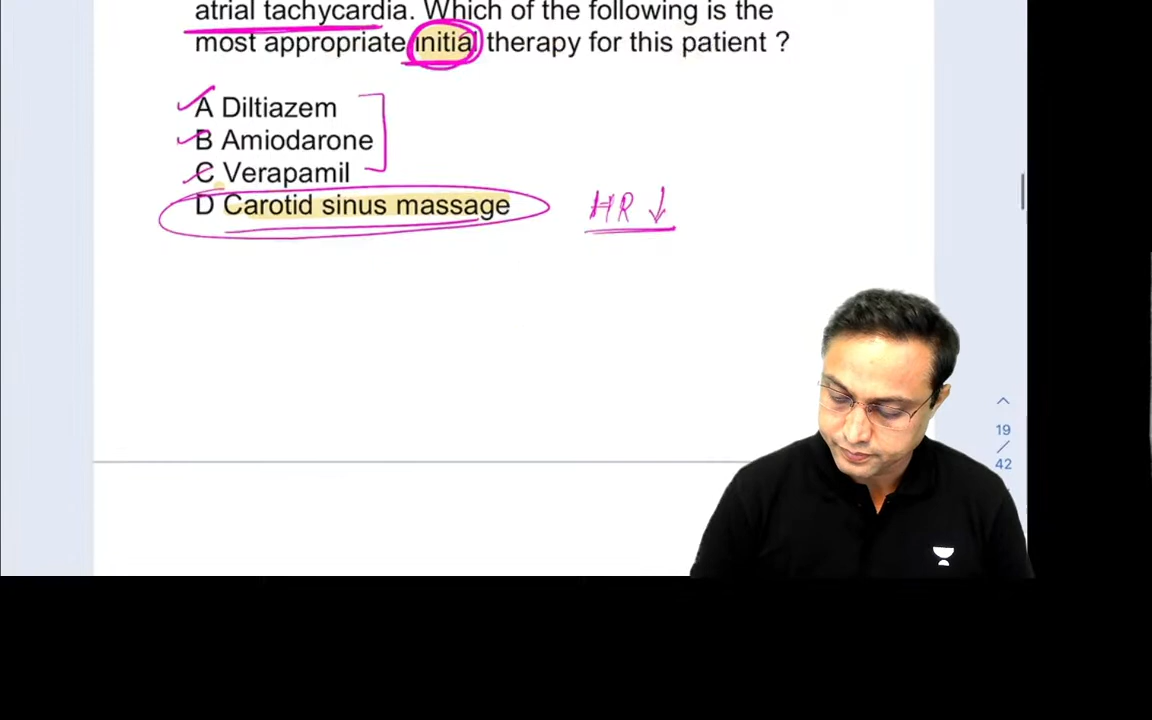 atrial tachycardia. Which of the following is the
most appropriate initial therapy for this patient ?
A Diltiazem
B Amiodarone
C Verapamil
D Carotid sinus massage
HR ↓
19
/
42